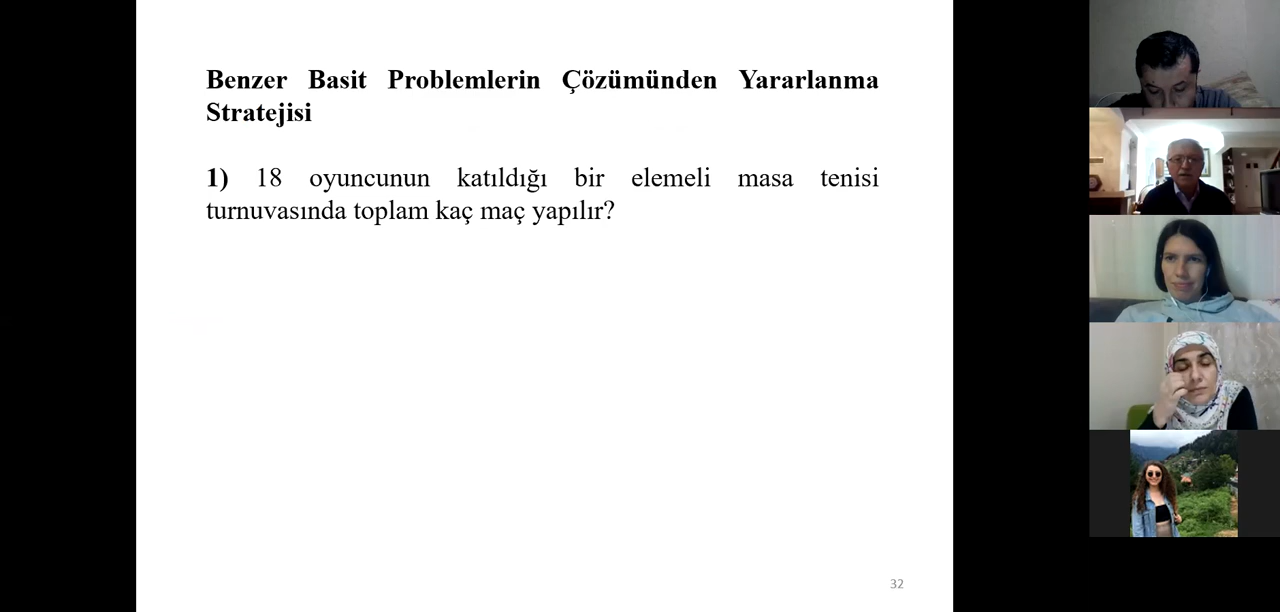 Benzer Basit Problemlerin Çözümünden Yararlanma
Stratejisi
1) 18 oyuncunun katıldığı bir elemeli masa tenisi
turnuvasında toplam kaç maç yapılır?
32